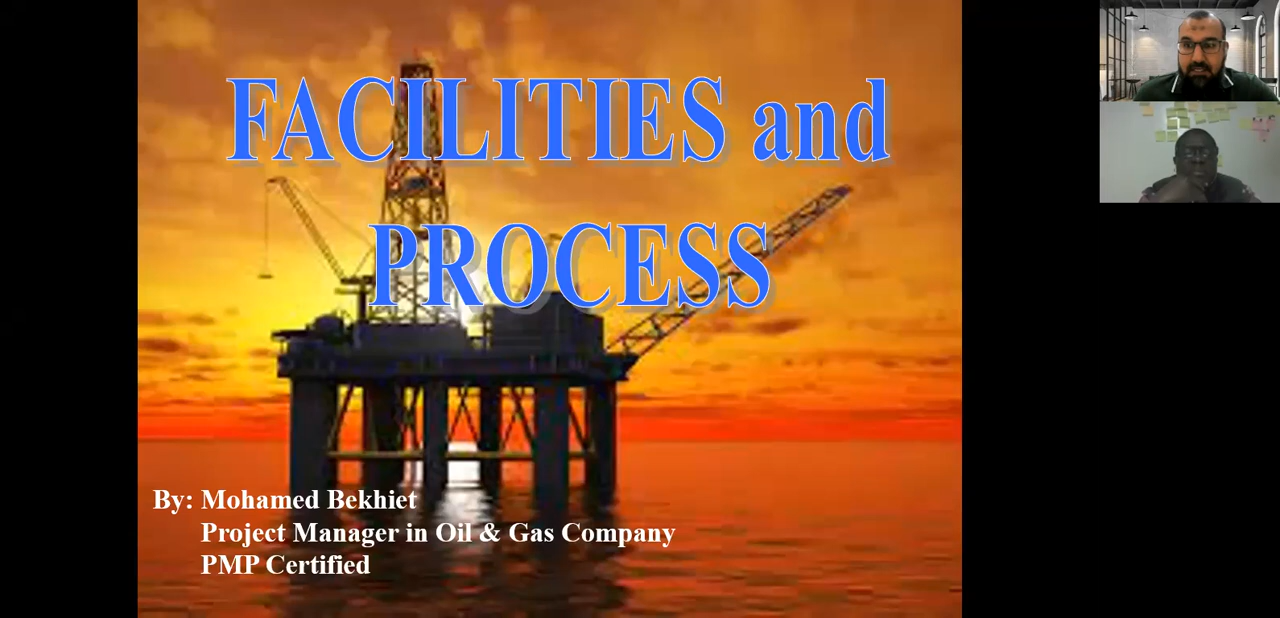 FACILITIES and
PROCESS
By: Mohamed Bekhiet
Project Manager in Oil & Gas Company
PMP Certified